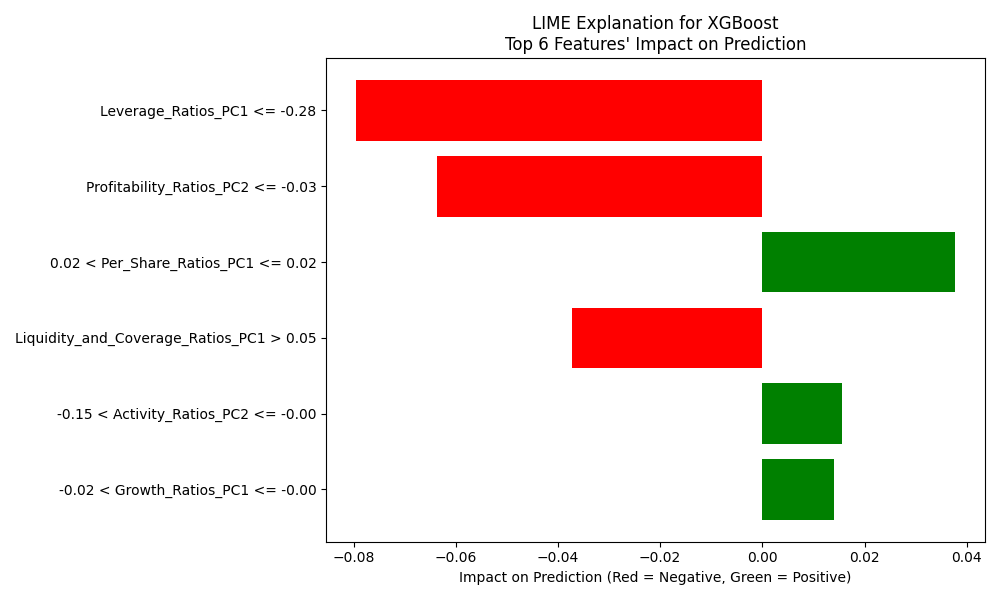 LIME Explanation for XGBoost
Top 6 Features' Impact on Prediction
Leverage_Ratios_PC1 <= -0.28
Profitability_Ratios_PC2 <= -0.03
0.02 < Per_Share_Ratios_PC1 <= 0.02
Liquidity_and_Coverage_Ratios_PC1 > 0.05
-0.15 < Activity_Ratios_PC2 <= -0.00
-0.02 < Growth_Ratios_PC1 <= -0.00
−0.08 −0.06 −0.04 −0.02 0.00 0.02 0.04
Impact on Prediction (Red = Negative, Green = Positive)